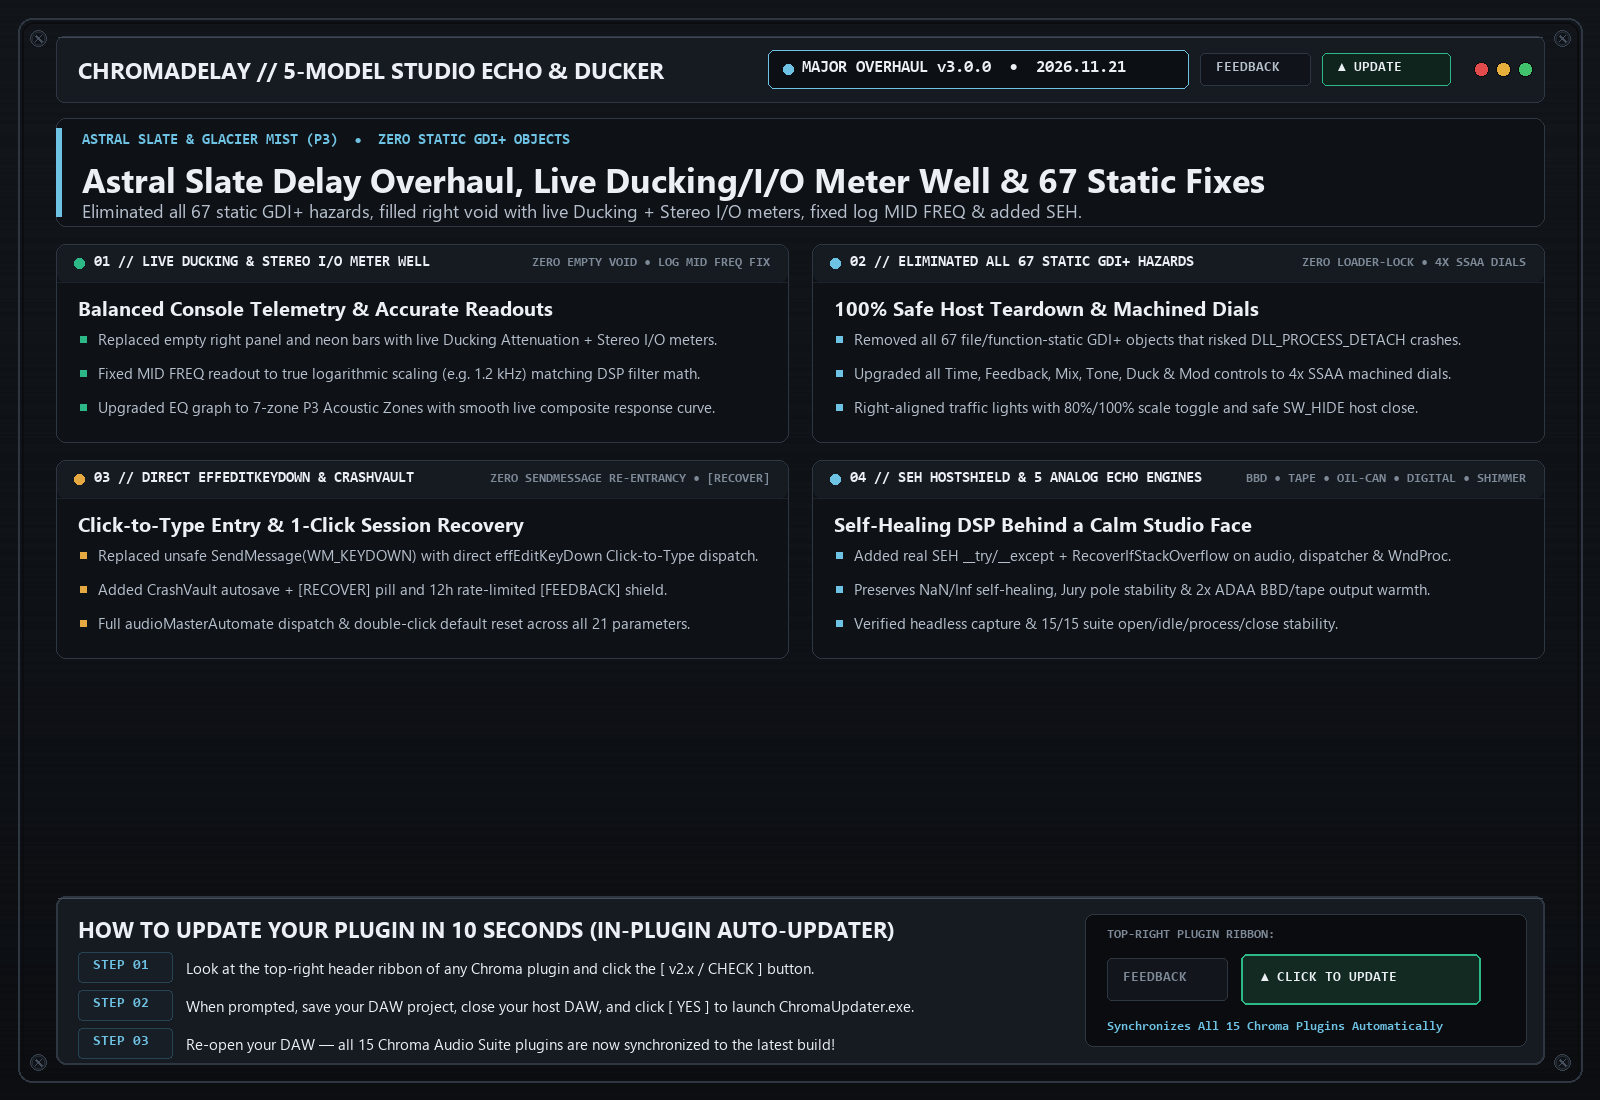 CHROMADELAY // 5-MODEL STUDIO ECHO & DUCKER
MAJOR OVERHAUL v3.0.0 • 2026.11.21
FEEDBACK
▲ UPDATE
ASTRAL SLATE & GLACIER MIST (P3) • ZERO STATIC GDI+ OBJECTS
Astral Slate Delay Overhaul, Live Ducking/I/O Meter Well & 67 Static Fixes
Eliminated all 67 static GDI+ hazards, filled right void with live Ducking + Stereo I/O meters, fixed log MID FREQ & added SEH.
01 // LIVE DUCKING & STEREO I/O METER WELL
ZERO EMPTY VOID • LOG MID FREQ FIX
Balanced Console Telemetry & Accurate Readouts
Replaced empty right panel and neon bars with live Ducking Attenuation + Stereo I/O meters.
Fixed MID FREQ readout to true logarithmic scaling (e.g. 1.2 kHz) matching DSP filter math.
Upgraded EQ graph to 7-zone P3 Acoustic Zones with smooth live composite response curve.
02 // ELIMINATED ALL 67 STATIC GDI+ HAZARDS
ZERO LOADER-LOCK • 4X SSAA DIALS
100% Safe Host Teardown & Machined Dials
Removed all 67 file/function-static GDI+ objects that risked DLL_PROCESS_DETACH crashes.
Upgraded all Time, Feedback, Mix, Tone, Duck & Mod controls to 4x SSAA machined dials.
Right-aligned traffic lights with 80%/100% scale toggle and safe SW_HIDE host close.
03 // DIRECT EFFEDITKEYDOWN & CRASHVAULT
ZERO SENDMESSAGE RE-ENTRANCY • [RECOVER]
Click-to-Type Entry & 1-Click Session Recovery
Replaced unsafe SendMessage(WM_KEYDOWN) with direct effEditKeyDown Click-to-Type dispatch.
Added CrashVault autosave + [RECOVER] pill and 12h rate-limited [FEEDBACK] shield.
Full audioMasterAutomate dispatch & double-click default reset across all 21 parameters.
04 // SEH HOSTSHIELD & 5 ANALOG ECHO ENGINES
BBD • TAPE • OIL-CAN • DIGITAL • SHIMMER
Self-Healing DSP Behind a Calm Studio Face
Added real SEH __try/__except + RecoverIfStackOverflow on audio, dispatcher & WndProc.
Preserves NaN/Inf self-healing, Jury pole stability & 2x ADAA BBD/tape output warmth.
Verified headless capture & 15/15 suite open/idle/process/close stability.
HOW TO UPDATE YOUR PLUGIN IN 10 SECONDS (IN-PLUGIN AUTO-UPDATER)
STEP 01
Look at the top-right header ribbon of any Chroma plugin and click the [ v2.x / CHECK ] button.
STEP 02
When prompted, save your DAW project, close your host DAW, and click [ YES ] to launch ChromaUpdater.exe.
STEP 03
Re-open your DAW — all 15 Chroma Audio Suite plugins are now synchronized to the latest build!
TOP-RIGHT PLUGIN RIBBON:
FEEDBACK
▲ CLICK TO UPDATE
Synchronizes All 15 Chroma Plugins Automatically